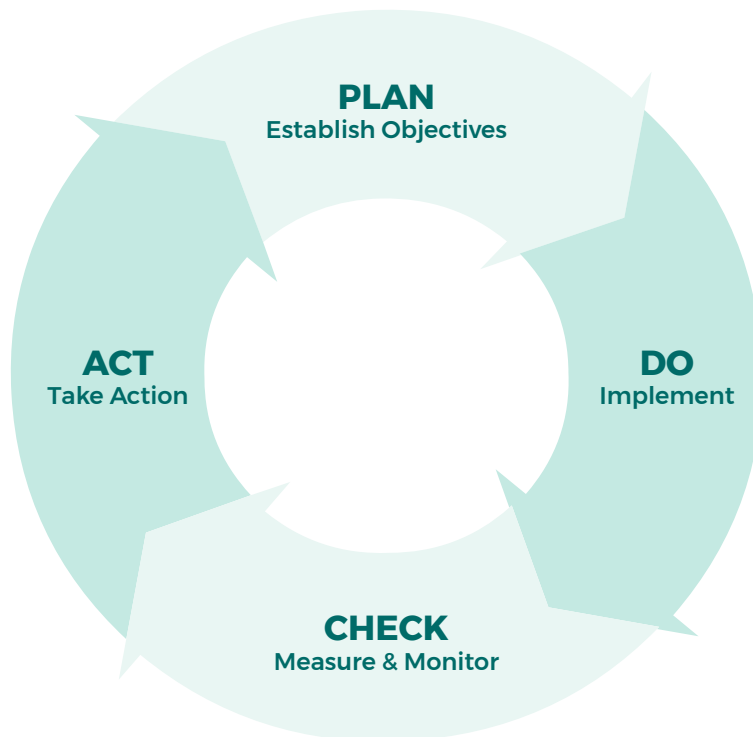 PLAN
Establish Objectives
ACT
Take Action
DO
Implement
CHECK
Measure & Monitor